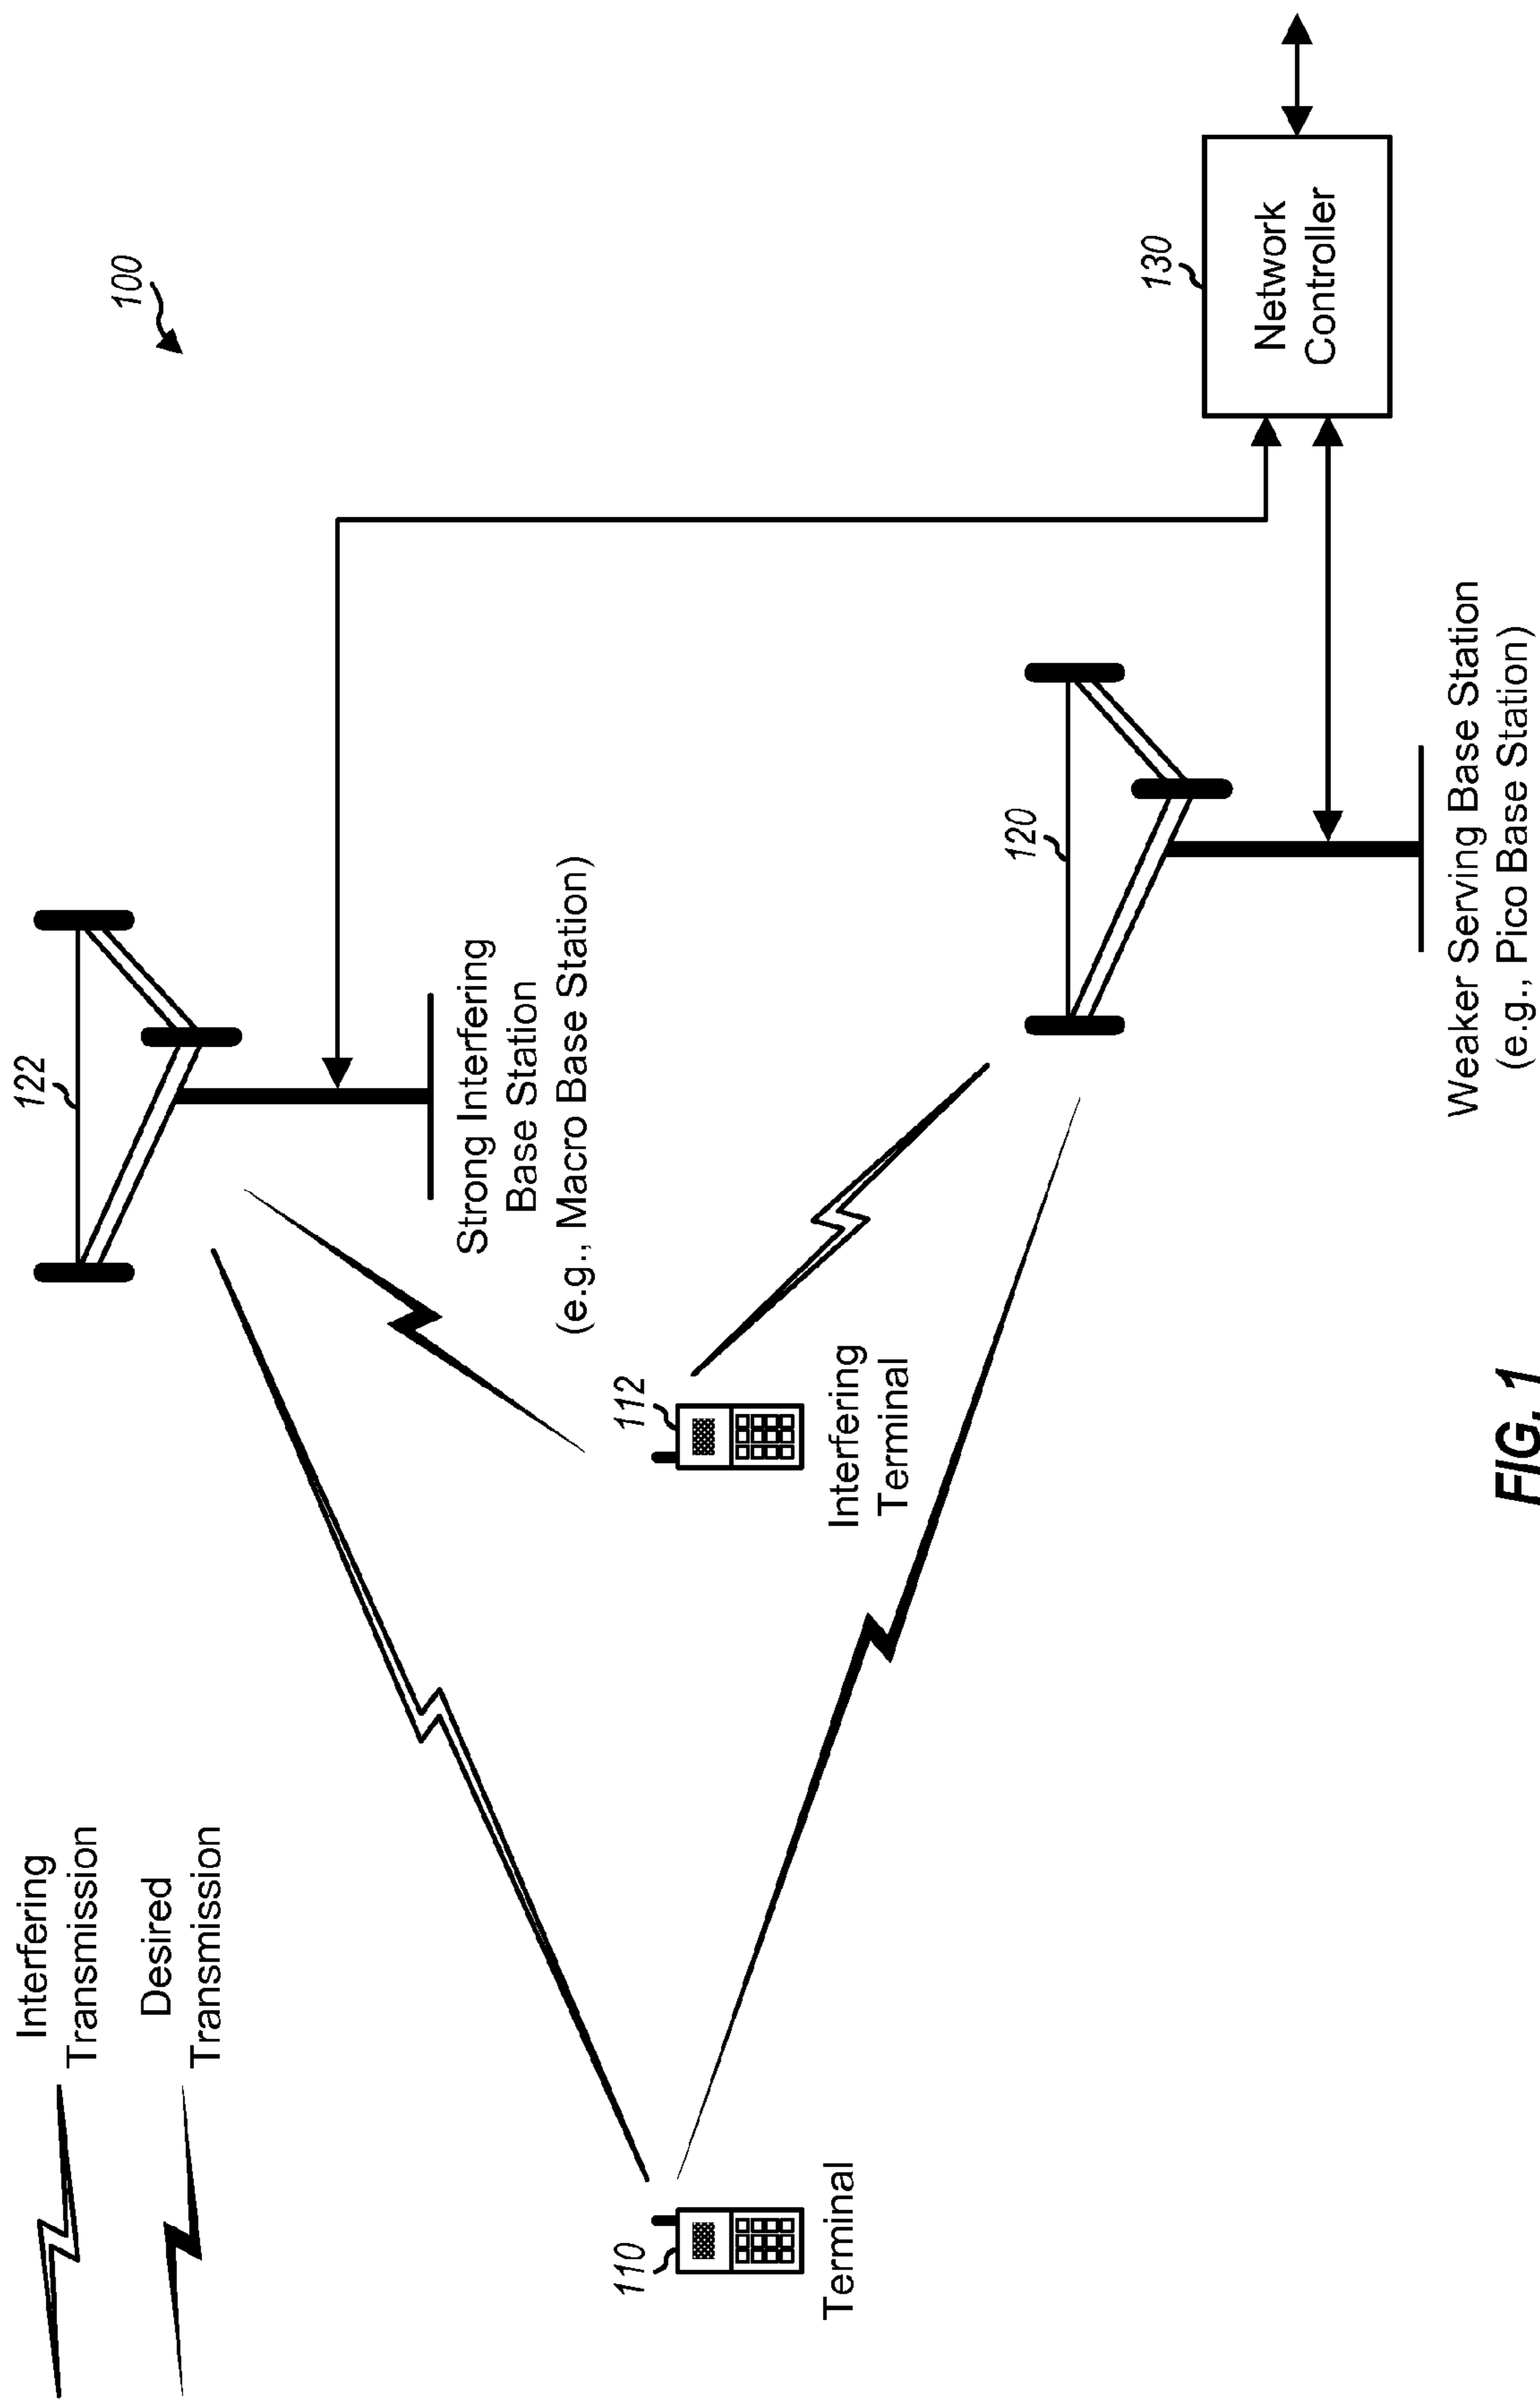 Interfering
Transmission
Desired
Transmission
100
122
Strong Interfering
Base Station
(e.g., Macro Base Station)
110
Terminal
112
Interfering
Terminal
120
Weaker Serving Base Station
(e.g., Pico Base Station)
130
Network
Controller
FIG. 1